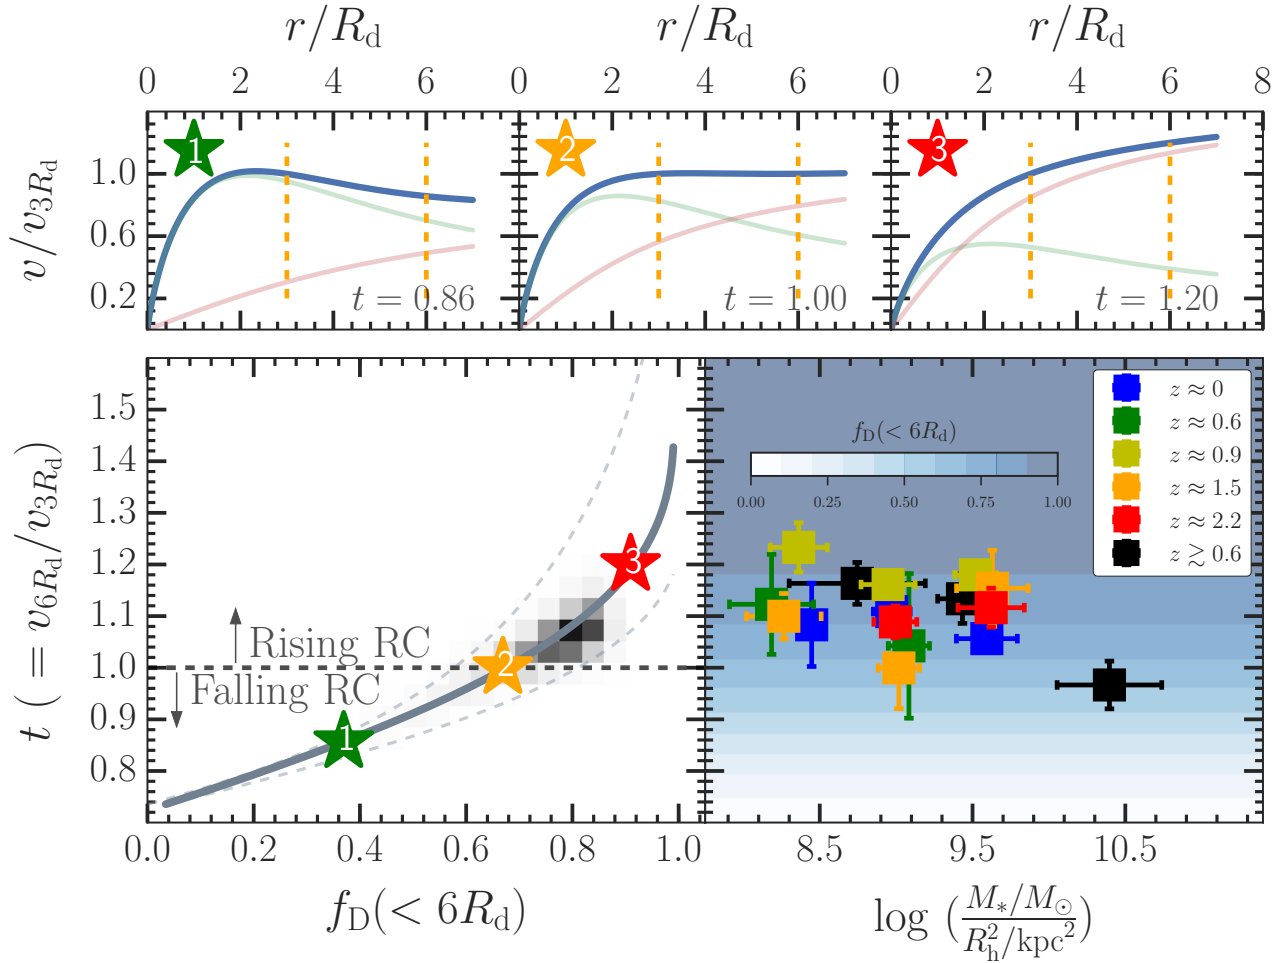 r/R_d r/R_d r/R_d
0 2 4 6 0 2 4 6 0 2 4 6 8
v/v_{3R_d}
1.0
0.6
0.2
1
t = 0.86
2
t = 1.00
3
t = 1.20
t ( = v_{6R_d}/v_{3R_d})
1.5
1.4
1.3
1.2
1.1
1.0
0.9
0.8
3
Rising RC
2
Falling RC
1
0.0 0.2 0.4 0.6 0.8 1.0
f_D(< 6R_d)
f_D(< 6R_d)
0.00 0.25 0.50 0.75 1.00
z ≈ 0
z ≈ 0.6
z ≈ 0.9
z ≈ 1.5
z ≈ 2.2
z ≳ 0.6
8.5 9.5 10.5
log (\frac{M_*/M_⊙}{R_h^2/kpc^2})